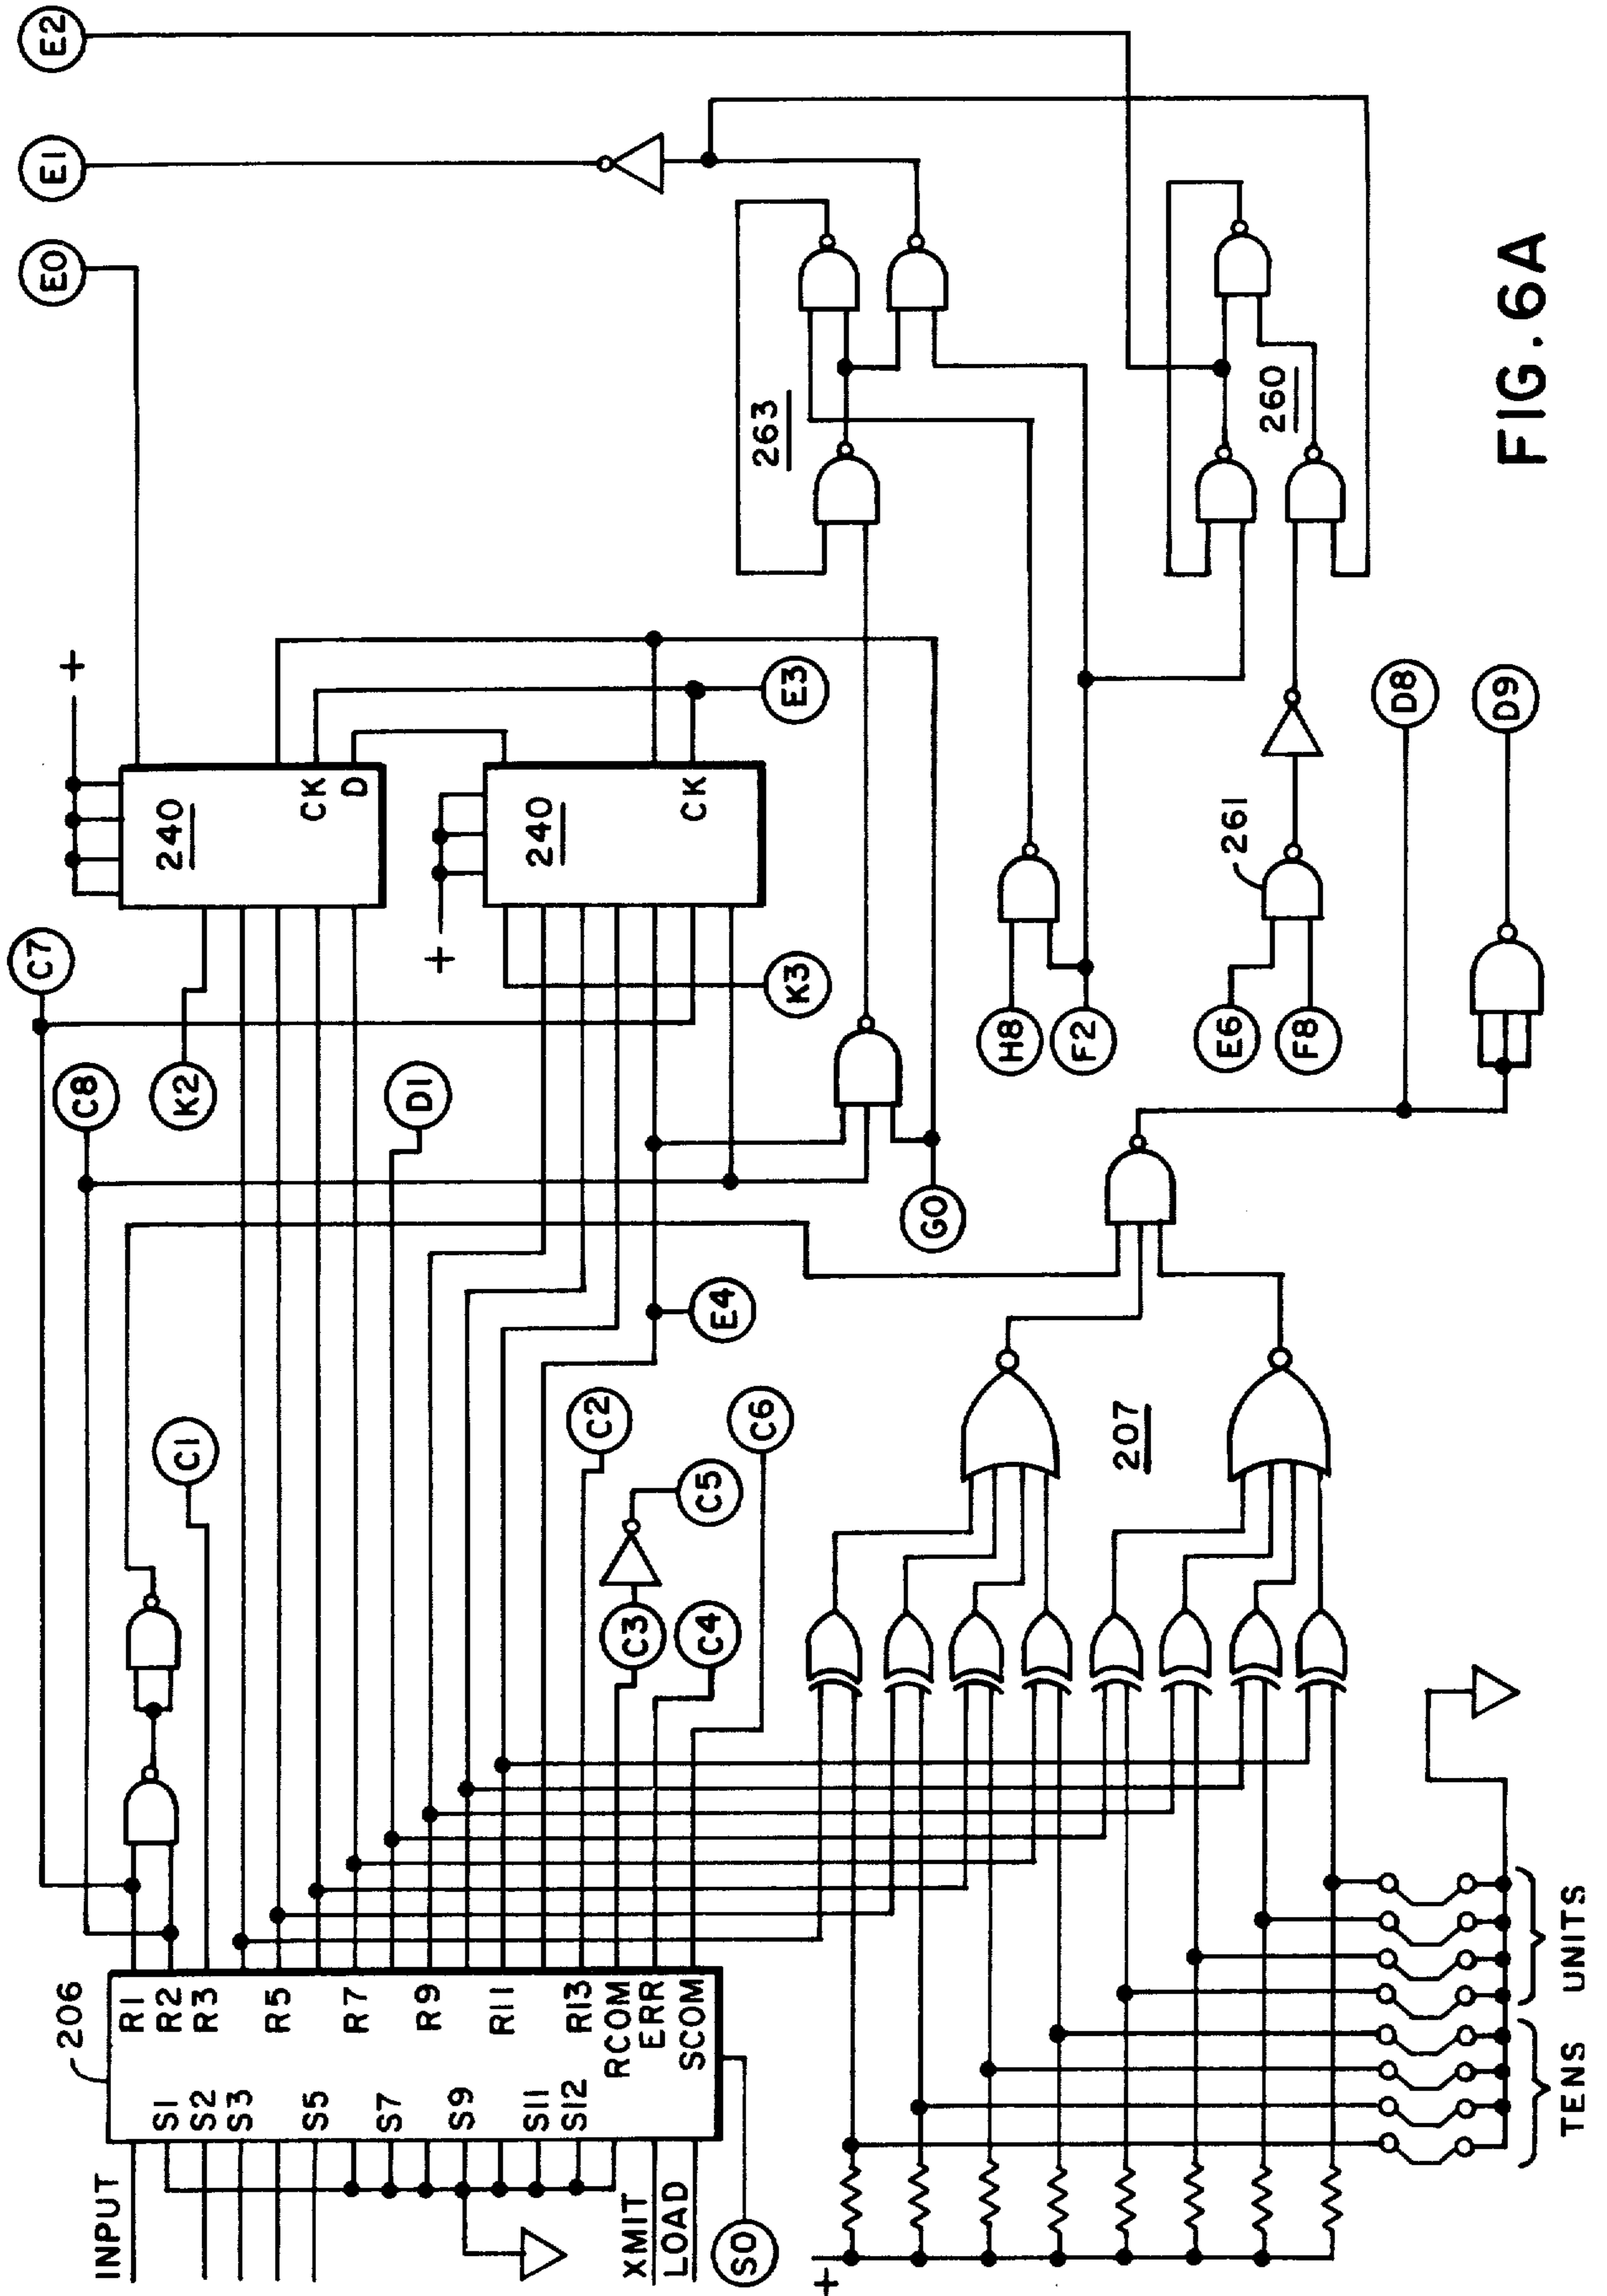 E2
E1
E0
+
240
CK
D
C7
K2
C8
D1
+
240
CK
E3
K3
263
C1
206
R1
R2
R3
R5
R7
R9
R11
R13
RCOM
ERR
SCOM
S1
S2
S3
S5
S7
S9
S11
S12
INPUT
XMIT
LOAD
S0
C2
C3
C5
C4
C6
E4
G0
H8
F2
260
261
E6
F8
D8
D9
207
+
TENS
UNITS
FIG. 6A